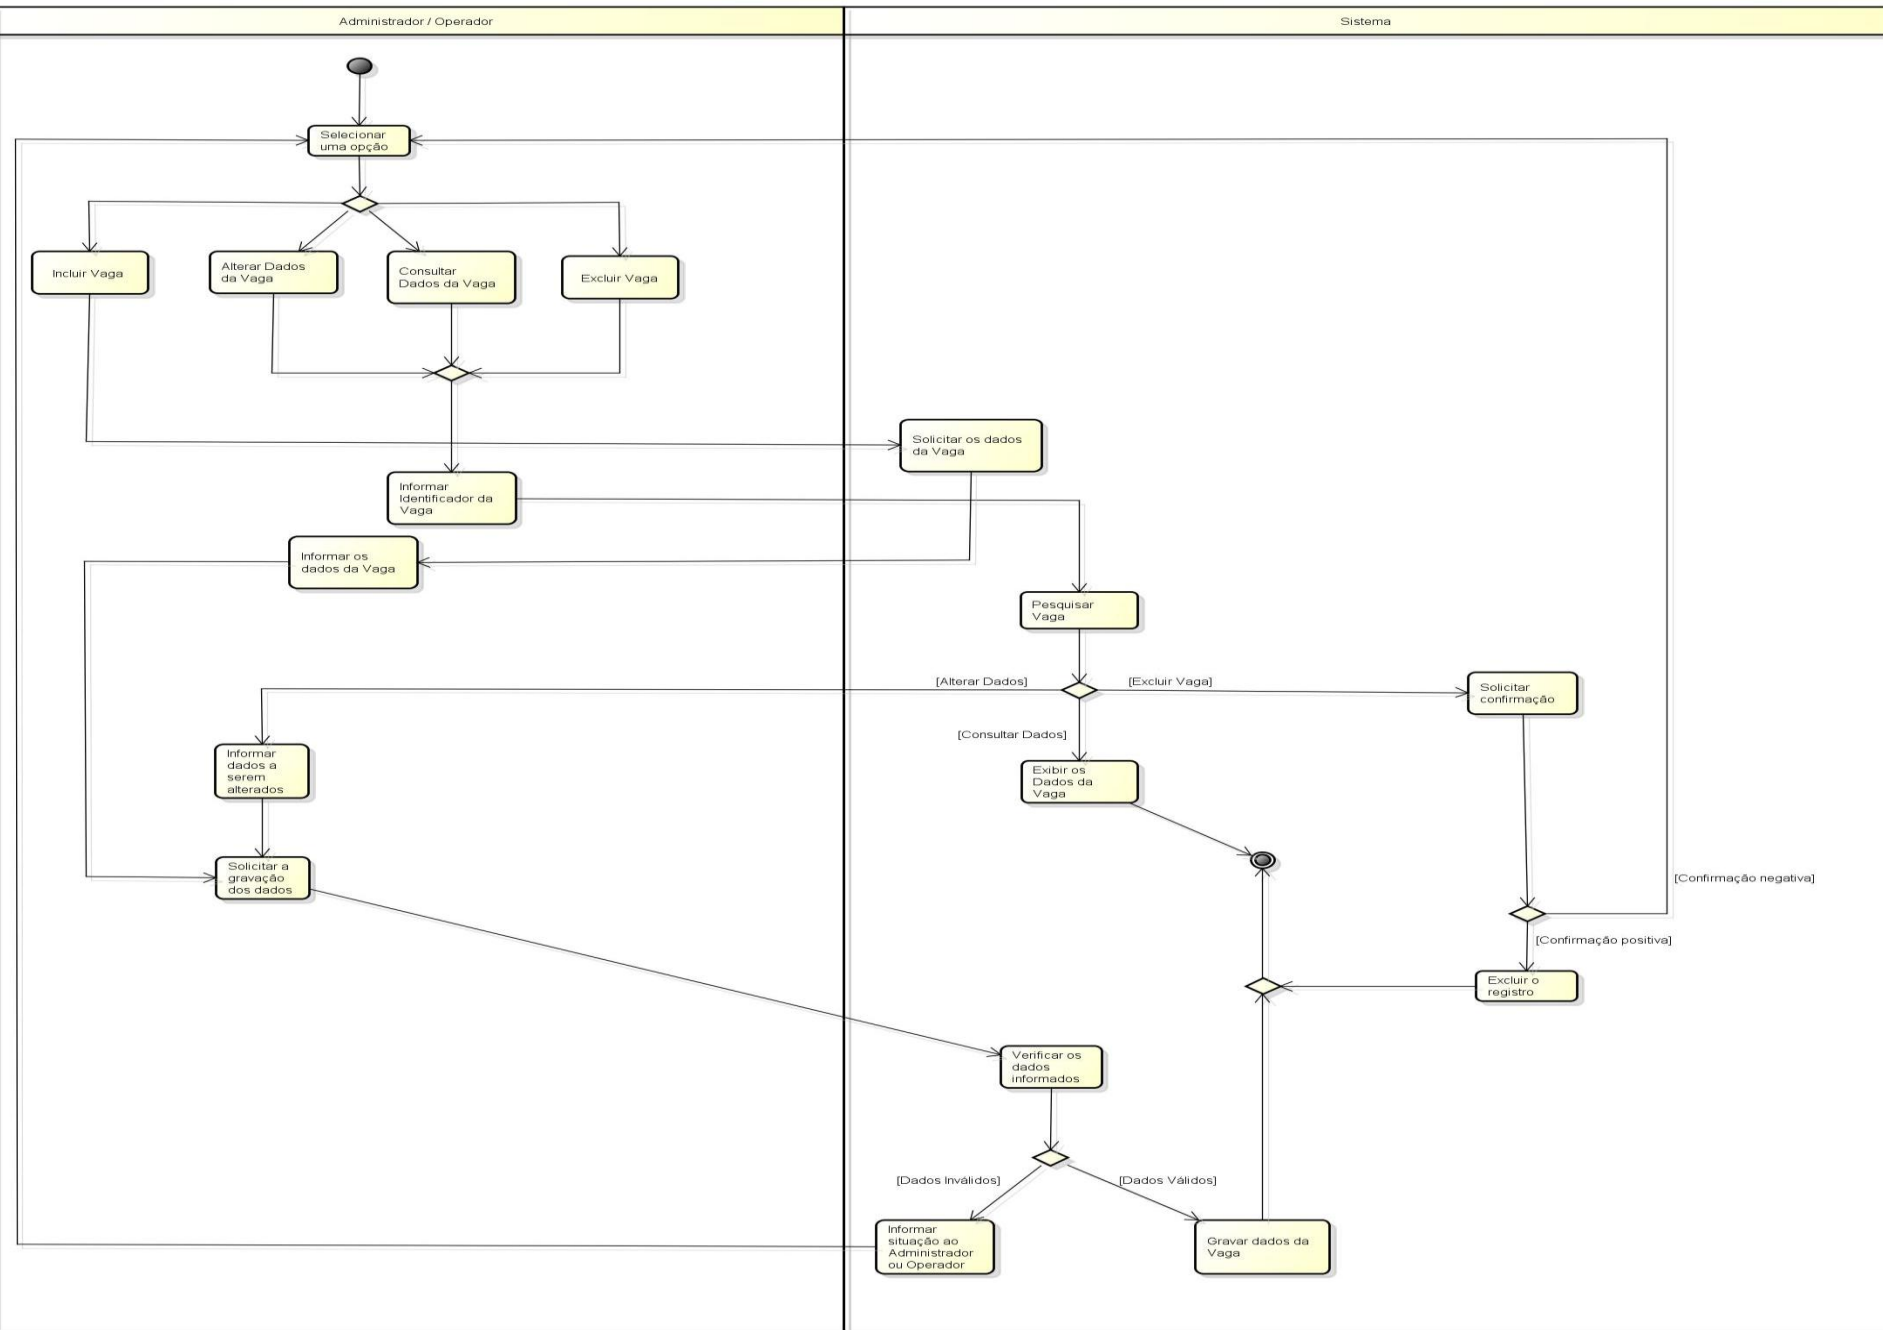 Administrador / Operador
Sistema
Selecionar
uma opção
Incluir Vaga
Alterar Dados
da Vaga
Consultar
Dados da Vaga
Excluir Vaga
Solicitar os dados
da Vaga
Informar
Identificador da
Vaga
Informar os
dados da Vaga
Pesquisar
Vaga
[Alterar Dados]
[Excluir Vaga]
Solicitar
confirmação
[Consultar Dados]
Informar
dados a
serem
alterados
Exibir os
Dados da
Vaga
Solicitar a
gravação
dos dados
[Confirmação negativa]
[Confirmação positiva]
Excluir o
registro
Verificar os
dados
informados
[Dados Inválidos]
[Dados Válidos]
Informar
situação ao
Administrador
ou Operador
Gravar dados da
Vaga